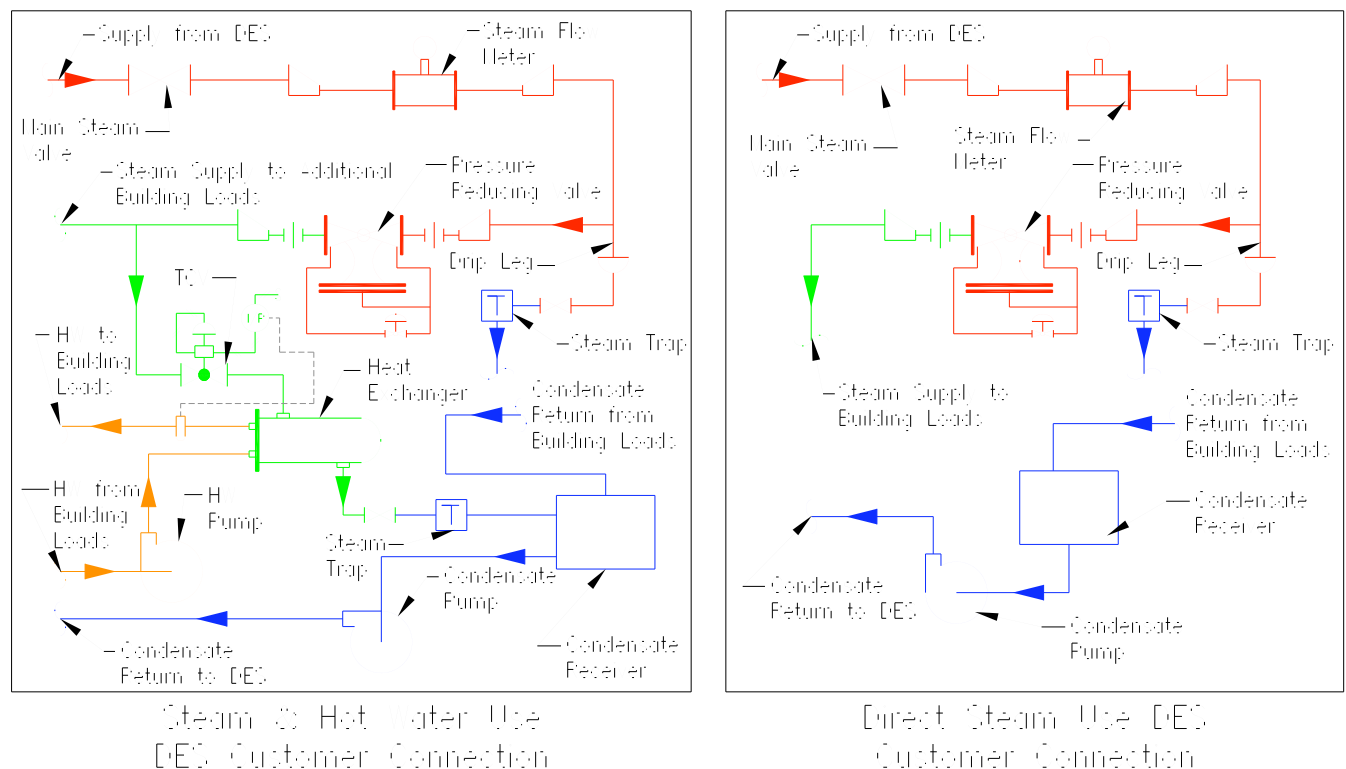 Supply from DES
Steam Flow
Meter
Main Steam
Valve
Steam Supply to Additional
Building Loads
Pressure
Reducing Valve
Drip Leg
TCV
Steam Trap
HW to
Building
Loads
Heat
Exchanger
Condensate
Return from
Building Loads
HW from
Building
Loads
HW
Pump
Steam
Trap
Condensate
Pump
Condensate
Receiver
Condensate
Return to DES
Steam & Hot Water Use
DES Customer Connection
Supply from DES
Main Steam
Valve
Steam Flow
Meter
Pressure
Reducing Valve
Drip Leg
Steam Trap
Steam Supply to
Building Loads
Condensate
Return from
Building Loads
Condensate
Receiver
Condensate
Return to DES
Condensate
Pump
Direct Steam Use DES
Customer Connection
T
T
T